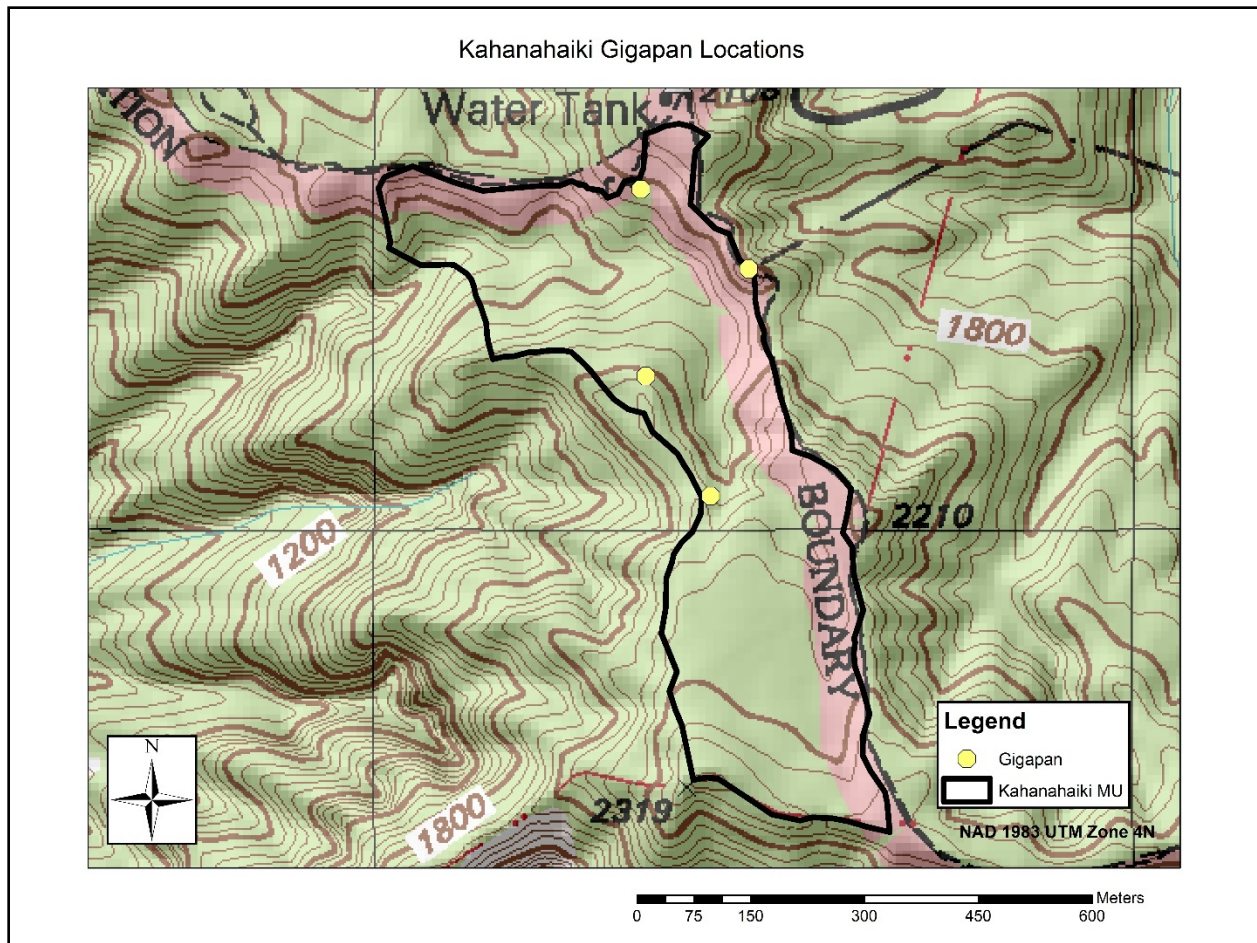 Kahanahaiki Gigapan Locations
TION
Water Tank
1800
2210
1200
BOUNDARY
2319
1800
N
Legend
Gigapan
Kahanahaiki MU
NAD 1983 UTM Zone 4N
Meters
0 75 150 300 450 600